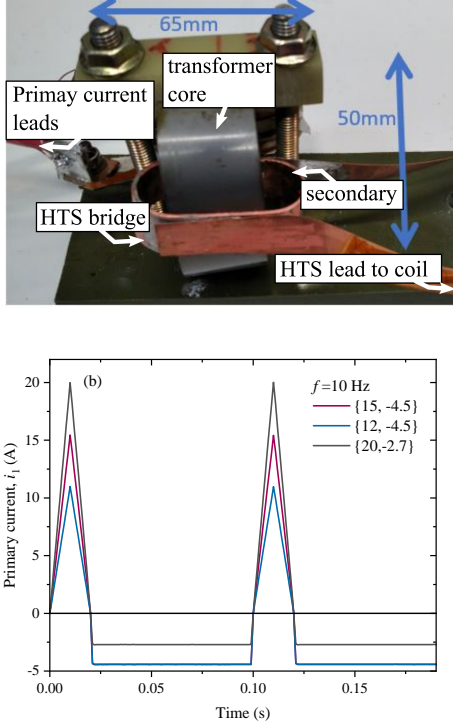 65mm
transformer
core
Primay current
leads
50mm
secondary
HTS bridge
HTS lead to coil
(b)
f =10 Hz
{15, -4.5}
{12, -4.5}
{20,-2.7}
Primary current, i1 (A)
20
15
10
5
0
-5
0.00
0.05
0.10
0.15
Time (s)